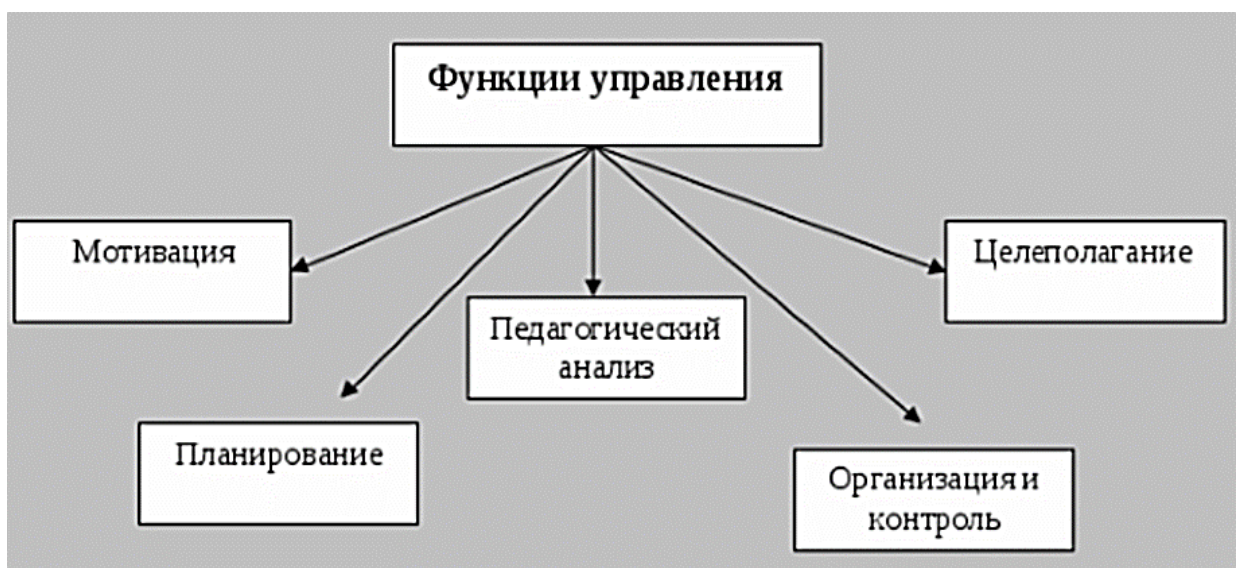 Функции управления
Мотивация
Целеполагание
Педагогический
анализ
Планирование
Организация и
контроль